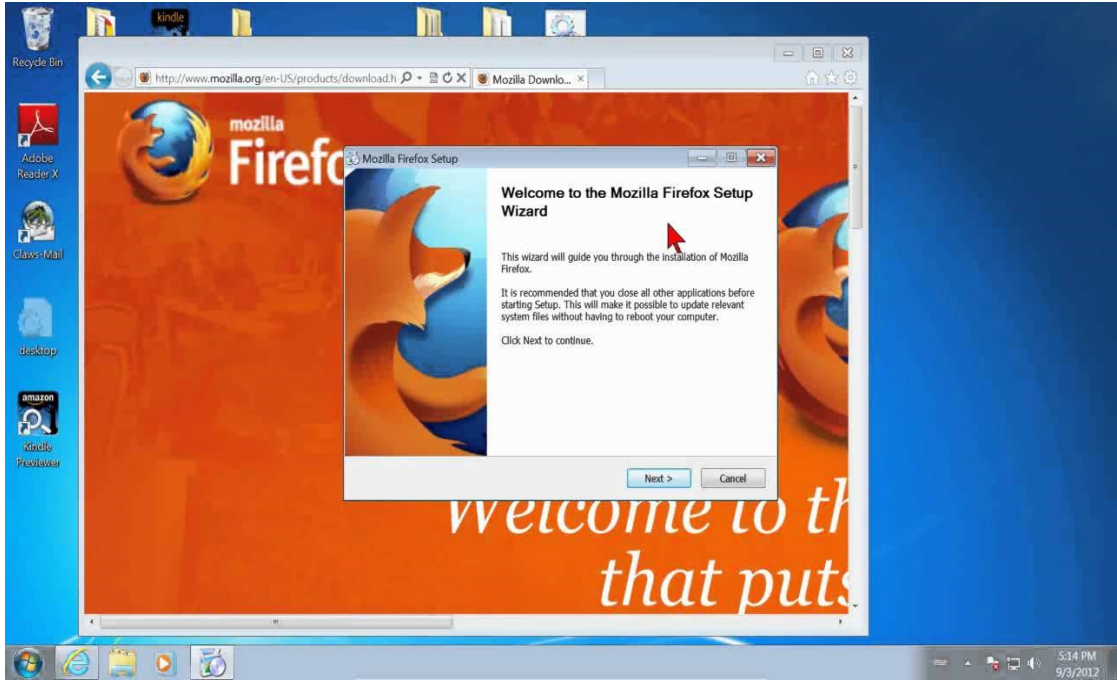 kindle
Recycle Bin
http://www.mozilla.org/en-US/products/download.h
Mozilla Downlo...
mozilla
Firefo
Adobe
Reader X
Mozilla Firefox Setup
Welcome to the Mozilla Firefox Setup
Wizard
This wizard will guide you through the installation of Mozilla
Firefox.
It is recommended that you close all other applications before
starting Setup. This will make it possible to update relevant
system files without having to reboot your computer.
Click Next to continue.
Claws-Mail
desktop
amazon
Kindle
Previewer
Next >
Cancel
Welcome to th
that puts
5:14 PM
9/3/2012